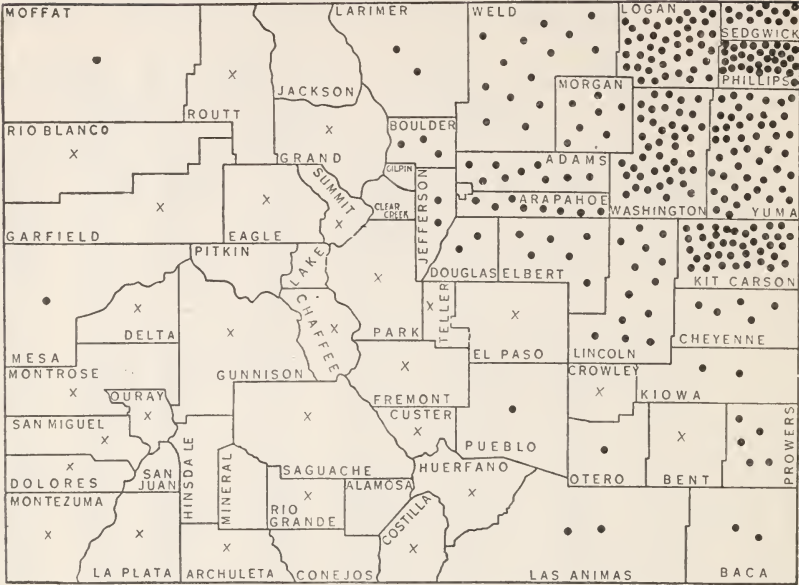 MOFFAT
LARIMER
WELD
LOGAN
SEDGWICK
PHILLIPS
JACKSON
ROUTT
MORGAN
RIO BLANCO
BOULDER
GRAND
GILPIN
ADAMS
SUMMIT
CLEAR
CREEK
JEFFERSON
ARAPAHOE
WASHINGTON
YUMA
GARFIELD
EAGLE
PITKIN
LAKE
DOUGLAS
ELBERT
KIT CARSON
DELTA
CHAFFEE
PARK
TELLER
EL PASO
LINCOLN
CHEYENNE
MESA
MONTROSE
GUNNISON
CROWLEY
KIOWA
OURAY
FREMONT
CUSTER
SAN MIGUEL
PUEBLO
PROWERS
DOLORES
SAN
JUAN
HINSDALE
MINERAL
SAGUACHE
HUERFANO
OTERO
BENT
MONTEZUMA
RIO
GRANDE
ALAMOSA
COSTILLA
LA PLATA
ARCHULETA
CONEJOS
LAS ANIMAS
BACA